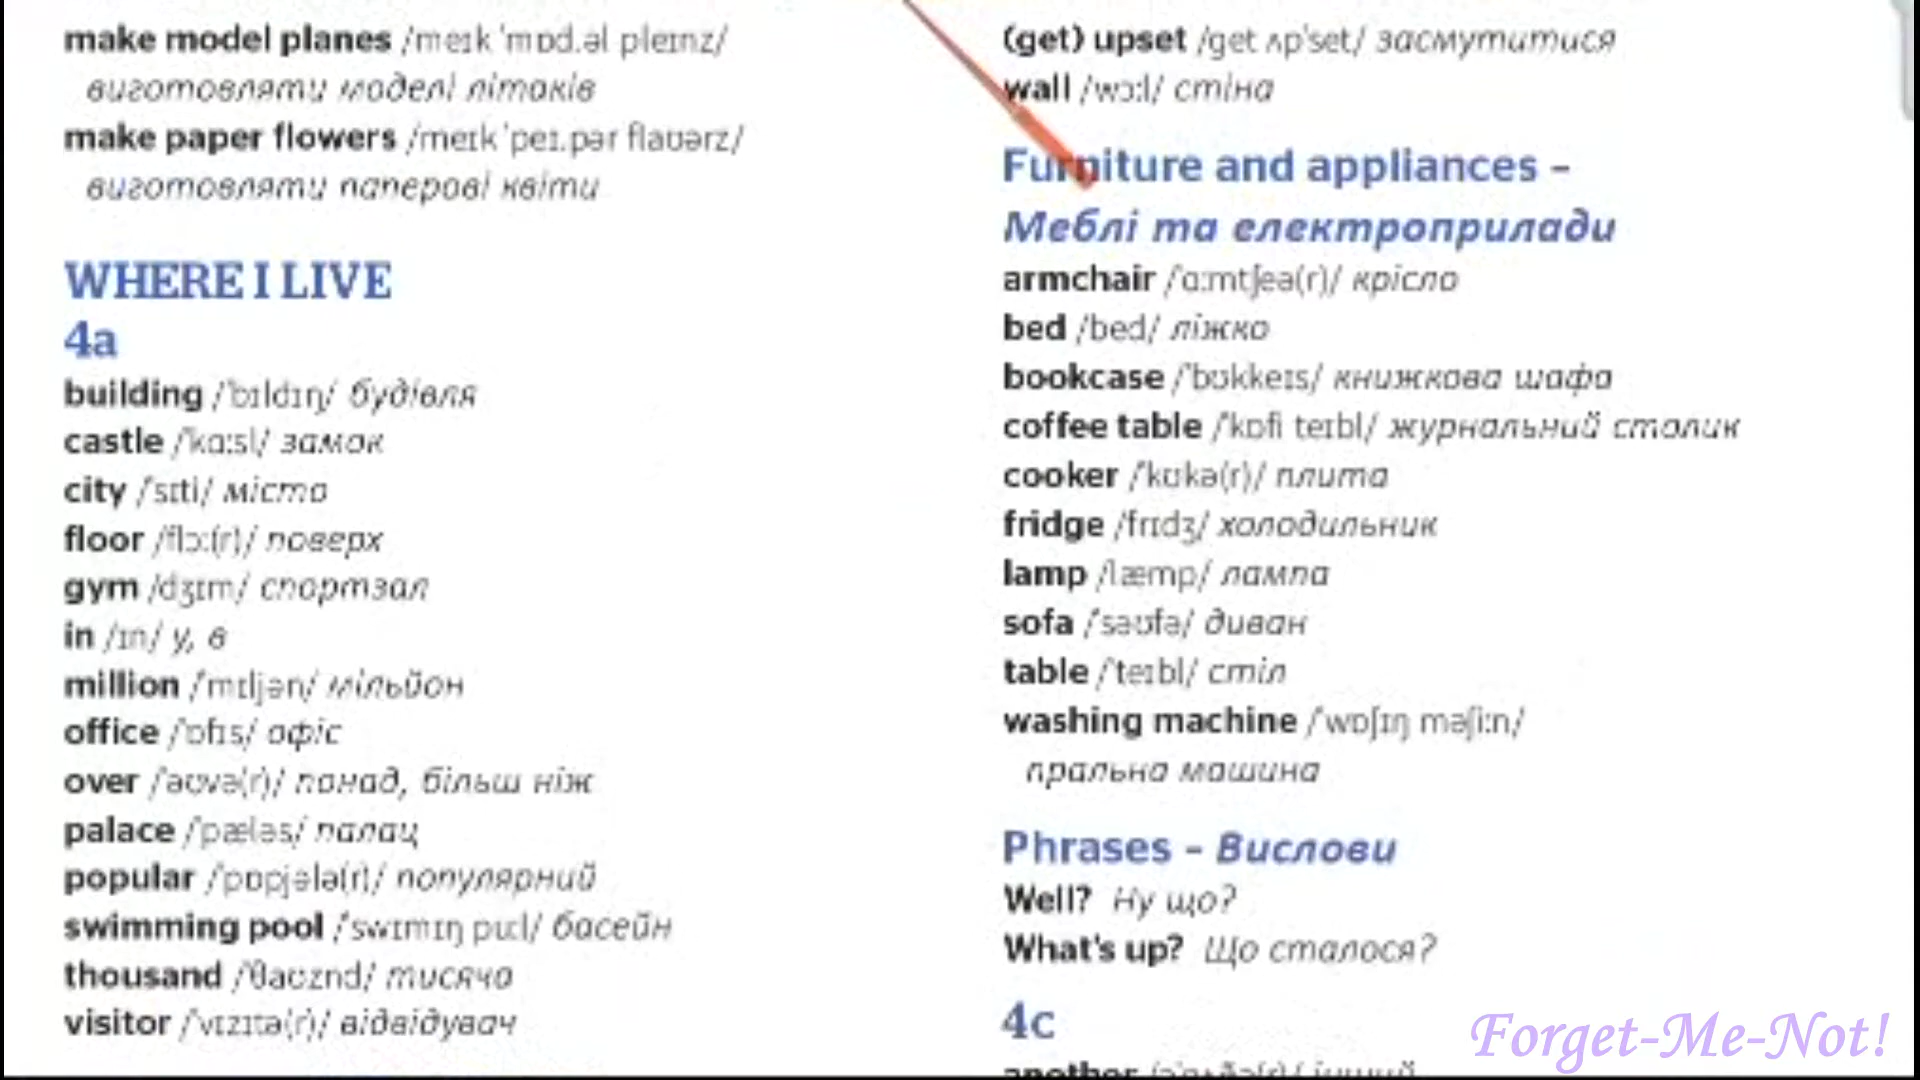 make model planes /meɪk ˈmɒd.əl pleɪnz/
виготовляти моделі літаків
make paper flowers /meɪk ˈpeɪ.pər flaʊərz/
виготовляти паперові квіти
WHERE I LIVE
4a
building /ˈbɪldɪŋ/ будівля
castle /ˈkɑːsl/ замок
city /ˈsɪti/ місто
floor /flɔː(r)/ поверх
gym /dʒɪm/ спортзал
in /ɪn/ у, в
million /ˈmɪljən/ мільйон
office /ˈɒfɪs/ офіс
over /ˈəʊvə(r)/ понад, більш ніж
palace /ˈpæləs/ палац
popular /ˈpɒpjələ(r)/ популярний
swimming pool /ˈswɪmɪŋ puːl/ басейн
thousand /ˈθaʊznd/ тисяча
visitor /ˈvɪzɪtə(r)/ відвідувач
(get) upset /get ʌpˈset/ засмутитися
wall /wɔːl/ стіна
Furniture and appliances –
Меблі та електроприлади
armchair /ˈɑːmtʃeə(r)/ крісло
bed /bed/ ліжко
bookcase /ˈbʊkkeɪs/ книжкова шафа
coffee table /ˈkɒfi teɪbl/ журнальний столик
cooker /ˈkʊkə(r)/ плита
fridge /frɪdʒ/ холодильник
lamp /læmp/ лампа
sofa /ˈsəʊfə/ диван
table /ˈteɪbl/ стіл
washing machine /ˈwɒʃɪŋ məʃiːn/
пральна машина
Phrases – Вислови
Well? Ну що?
What's up? Що сталося?
4c
another /əˈnʌðə(r)/ інший
Forget-Me-Not!